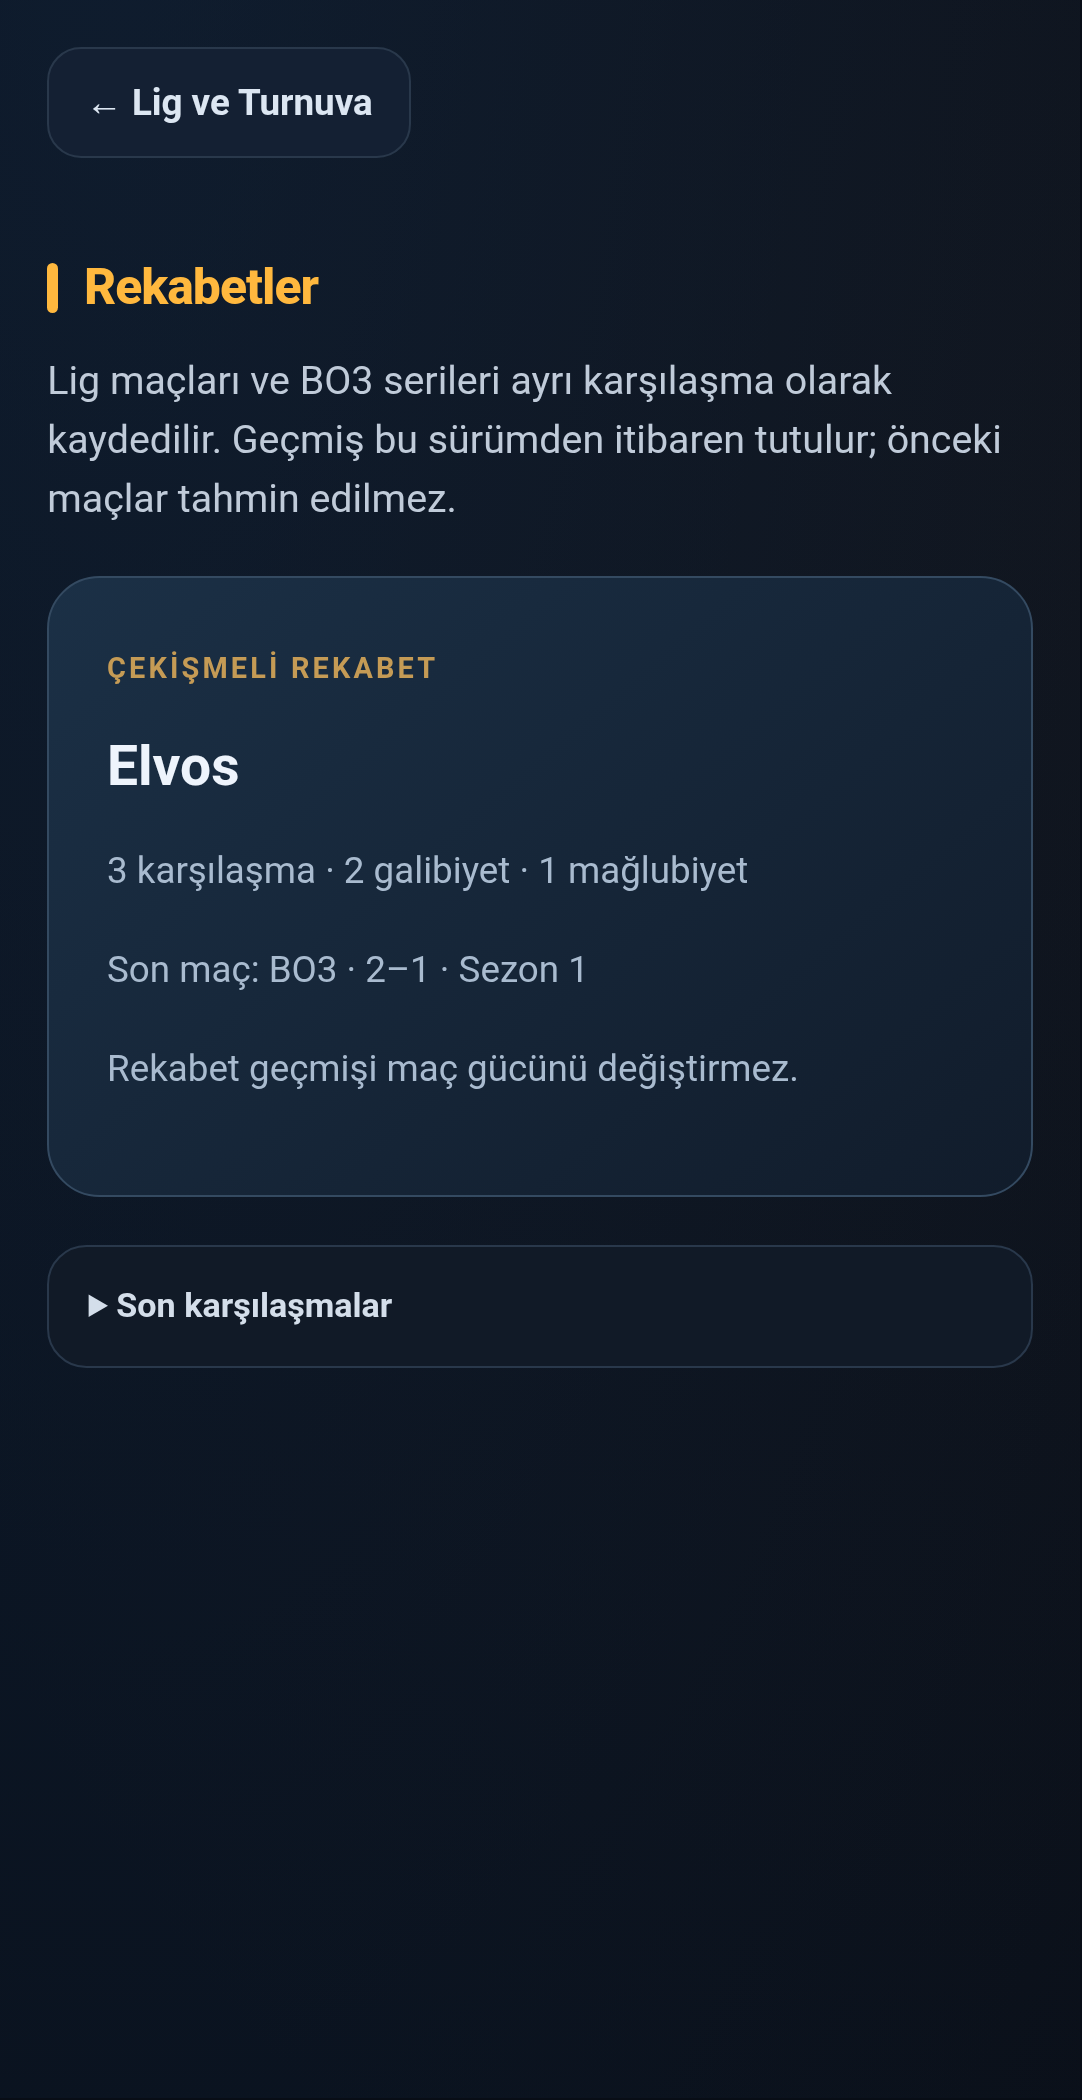 ← Lig ve Turnuva
Rekabetler
Lig maçları ve BO3 serileri ayrı karşılaşma olarak
kaydedilir. Geçmiş bu sürümden itibaren tutulur; önceki
maçlar tahmin edilmez.
ÇEKİŞMELİ REKABET
Elvos
3 karşılaşma · 2 galibiyet · 1 mağlubiyet
Son maç: BO3 · 2–1 · Sezon 1
Rekabet geçmişi maç gücünü değiştirmez.
▶ Son karşılaşmalar